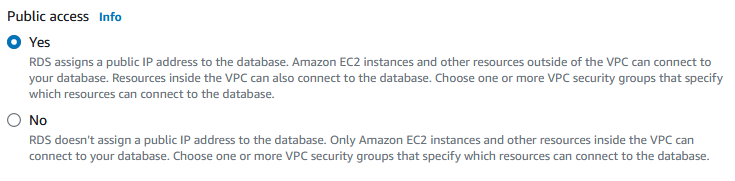 Public access Info
Yes
RDS assigns a public IP address to the database. Amazon EC2 instances and other resources outside of the VPC can connect to
your database. Resources inside the VPC can also connect to the database. Choose one or more VPC security groups that specify
which resources can connect to the database.
No
RDS doesn't assign a public IP address to the database. Only Amazon EC2 instances and other resources inside the VPC can
connect to your database. Choose one or more VPC security groups that specify which resources can connect to the database.